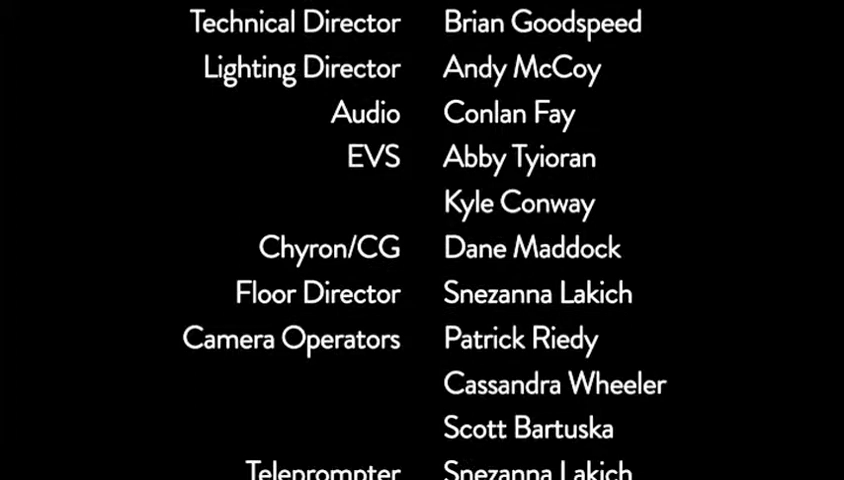 Technical Director Brian Goodspeed
Lighting Director Andy McCoy
Audio Conlan Fay
EVS Abby Tyioran
Kyle Conway
Chyron/CG Dane Maddock
Floor Director Snezanna Lakich
Camera Operators Patrick Riedy
Cassandra Wheeler
Scott Bartuska
Teleprompter Snezanna Lakich